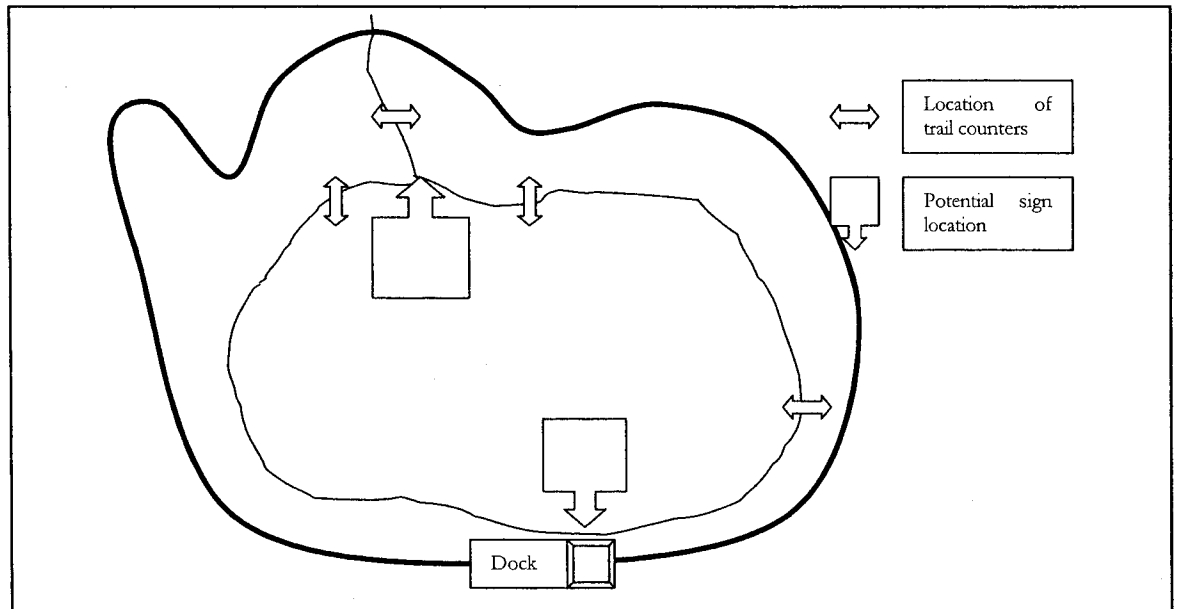 Location of
trail counters
Potential sign
location
Dock